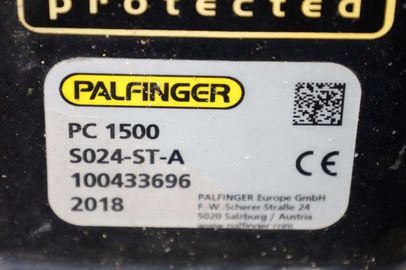 protected
PALFINGER
PC 1500
S024-ST-A
100433696
2018
CE
PALFINGER Europe GmbH
F.-W.-Scherer-Straße 24
5020 Salzburg / Austria
www.palfinger.com